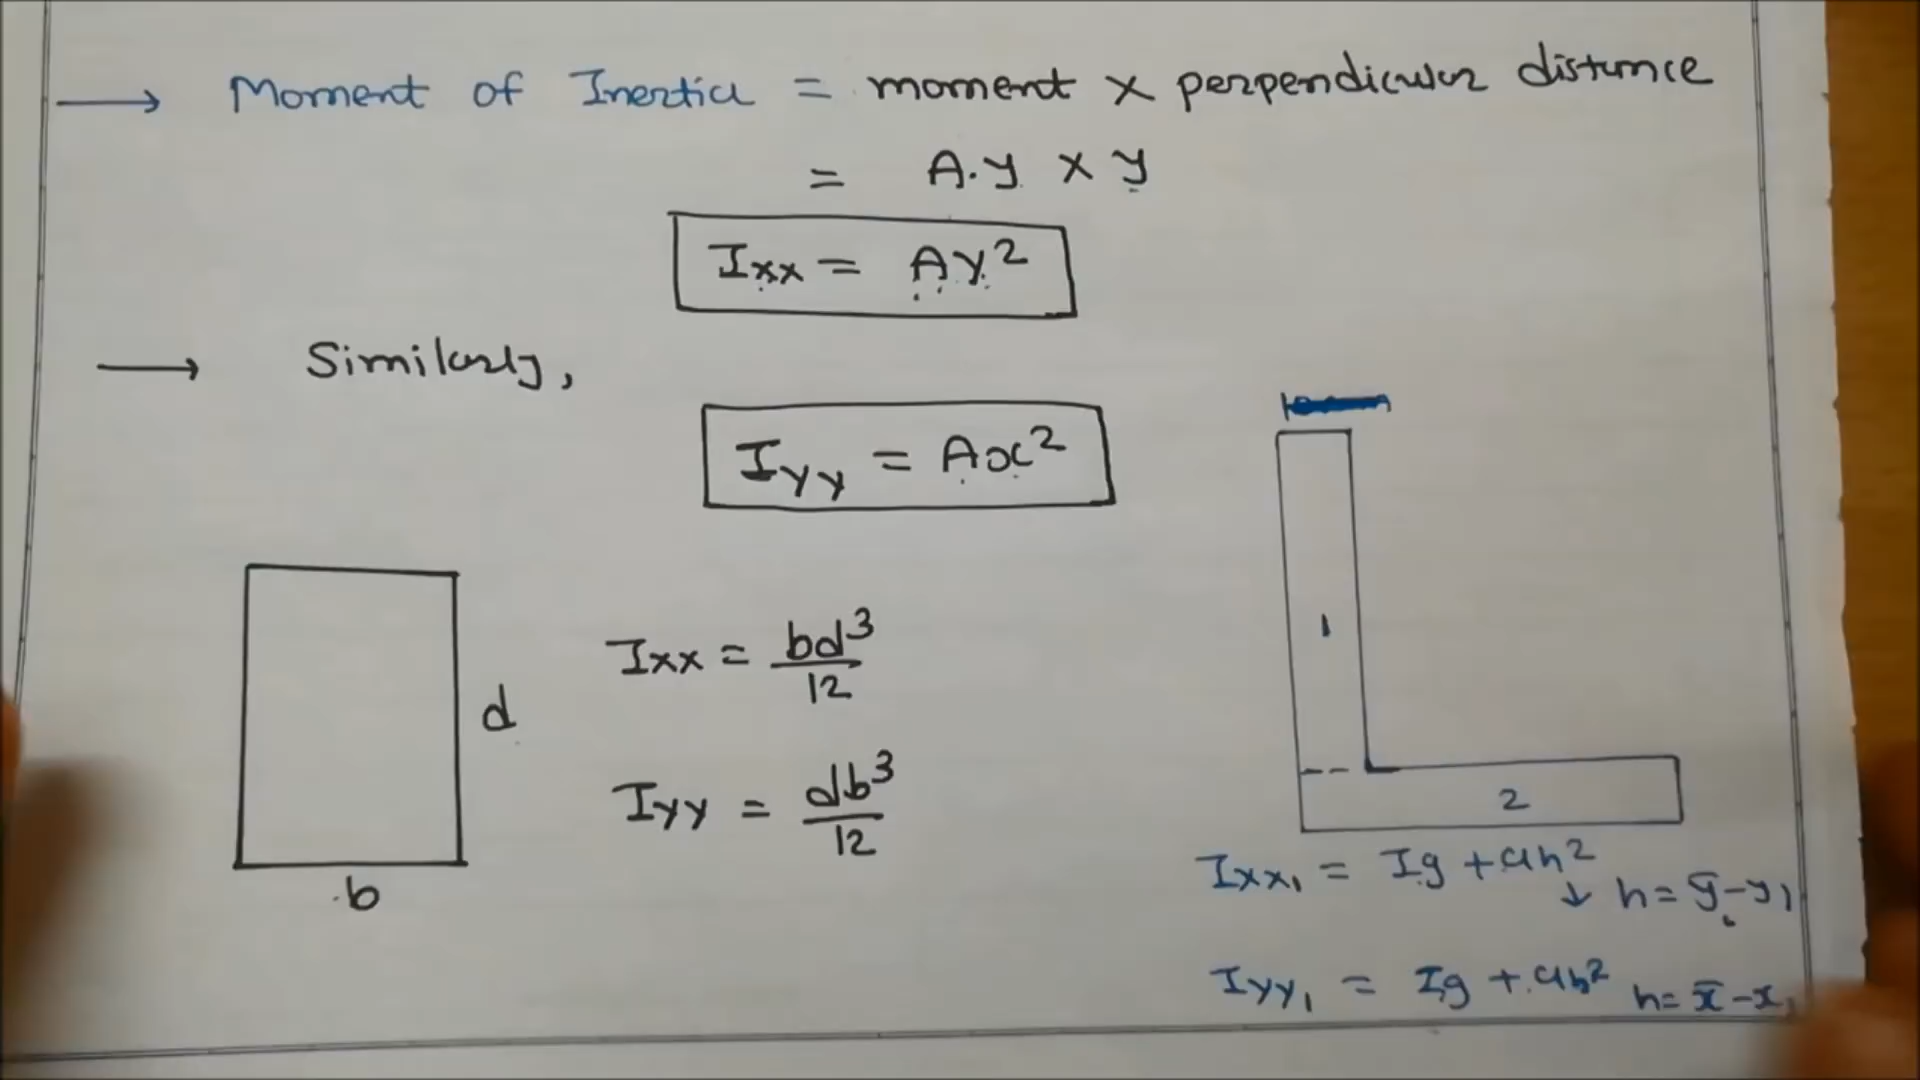 → Moment of Inertia = moment × perpendicular distance
= A.y × y
Ixx = Ay²
→ Similarly,
Iyy = Ax²
1
d
Ixx = bd³/12
Iyy = db³/12
2
b
Ixx₁ = Ig + ah²
↓ h = ȳ - y₁
Iyy₁ = Ig + ah² h = x̄ - x₁